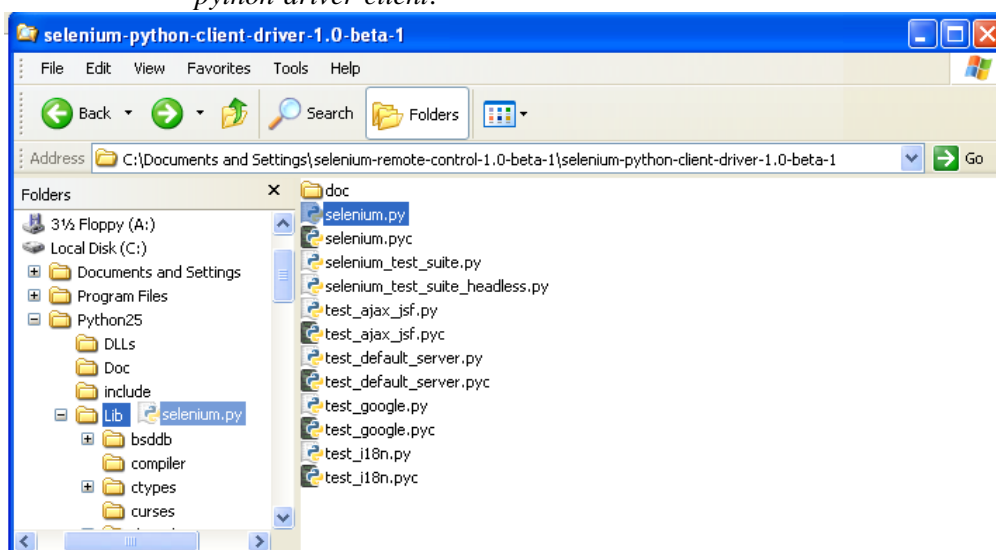 python-driver-client.
selenium-python-client-driver-1.0-beta-1
File Edit View Favorites Tools Help
Back Search Folders
Address C:\Documents and Settings\selenium-remote-control-1.0-beta-1\selenium-python-client-driver-1.0-beta-1 Go
Folders
3½ Floppy (A:)
Local Disk (C:)
Documents and Settings
Program Files
Python25
DLLs
Doc
include
Lib selenium.py
bsddb
compiler
ctypes
curses
doc
selenium.py
selenium.pyc
selenium_test_suite.py
selenium_test_suite_headless.py
test_ajax_jsf.py
test_ajax_jsf.pyc
test_default_server.py
test_default_server.pyc
test_google.py
test_google.pyc
test_i18n.py
test_i18n.pyc